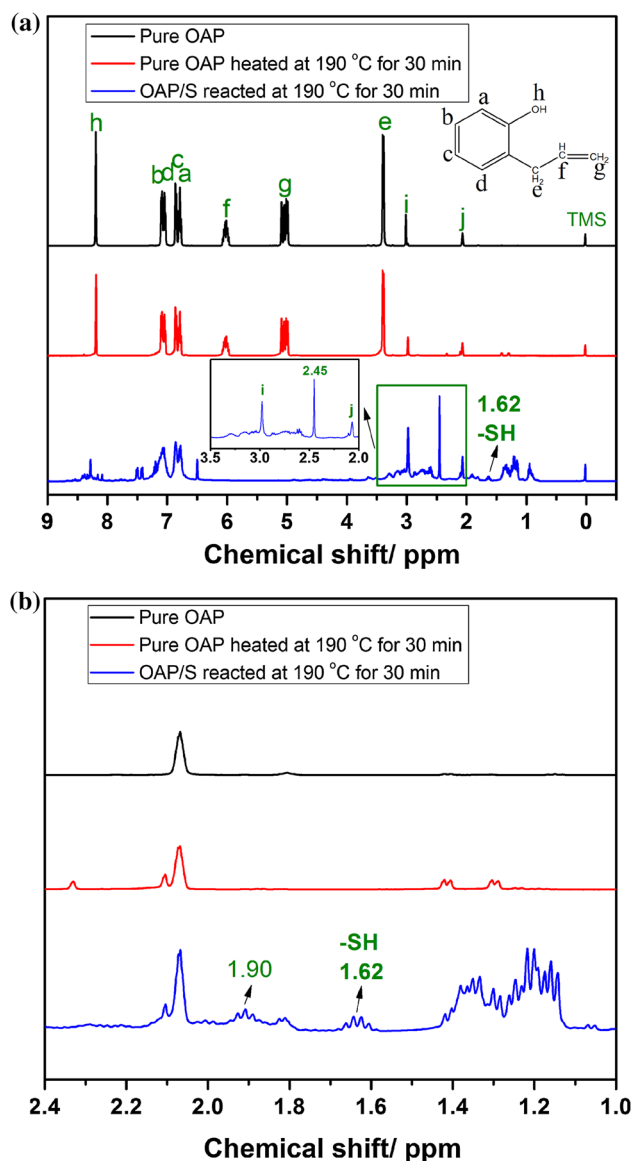 (a)
Pure OAP
Pure OAP heated at 190 °C for 30 min
OAP/S reacted at 190 °C for 30 min
h
b
d
c
a
f
g
e
i
j
TMS
a
b
c
d
h
OH
H
f
CH2
g
C
H2
e
i
2.45
j
3.5 3.0 2.5 2.0
1.62
-SH
9 8 7 6 5 4 3 2 1 0
Chemical shift/ ppm
(b)
Pure OAP
Pure OAP heated at 190 °C for 30 min
OAP/S reacted at 190 °C for 30 min
1.90
-SH
1.62
2.4 2.2 2.0 1.8 1.6 1.4 1.2 1.0
Chemical shift/ ppm